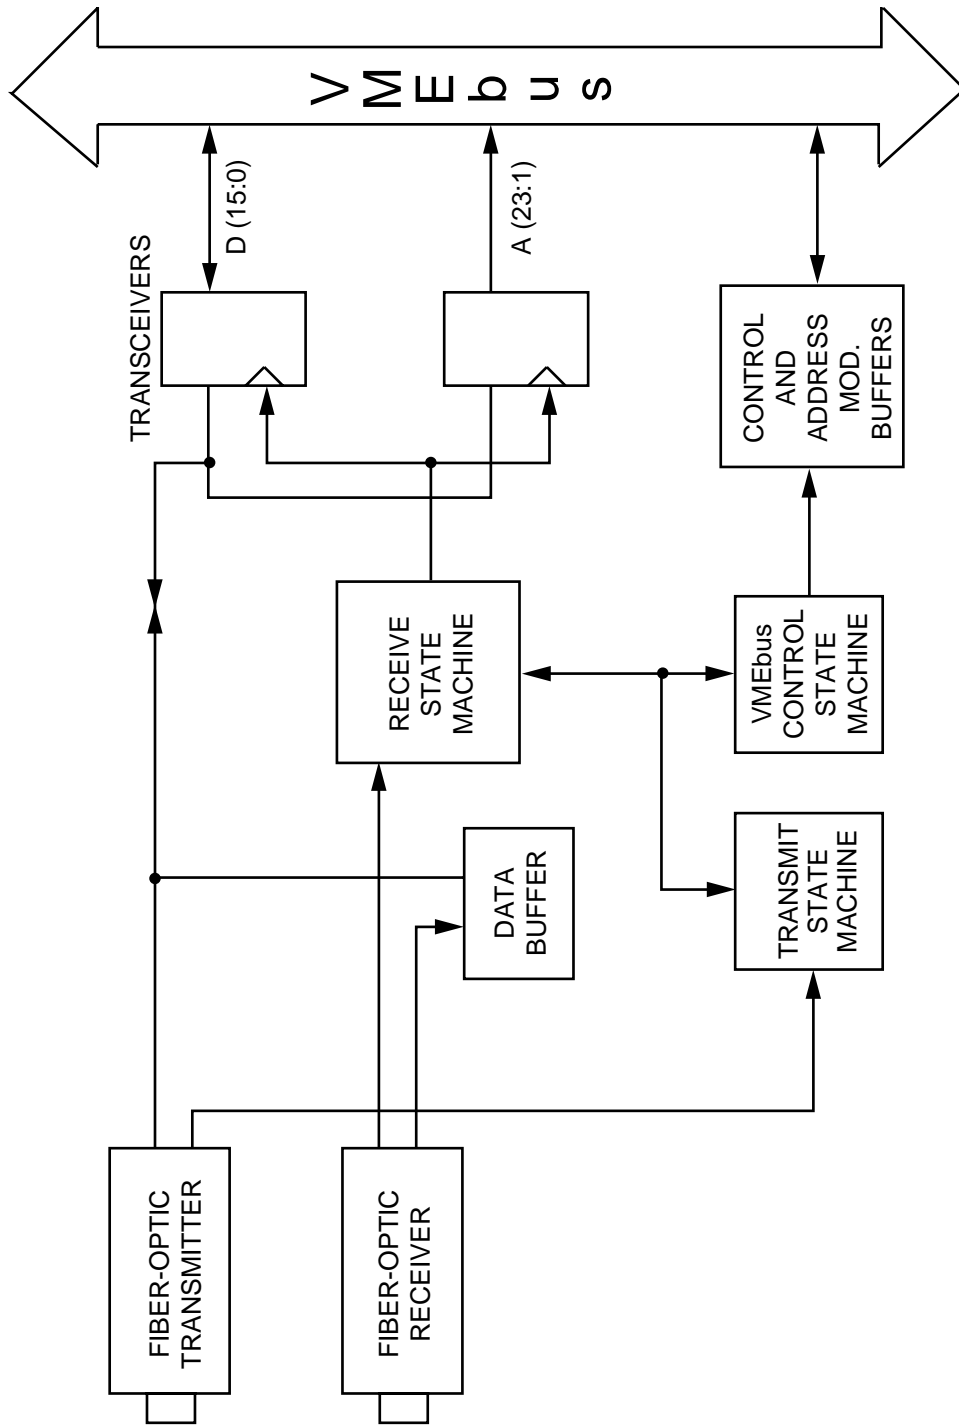 FIBER-OPTIC
TRANSMITTER
FIBER-OPTIC
RECEIVER
DATA
BUFFER
TRANSMIT
STATE
MACHINE
RECEIVE
STATE
MACHINE
VMEbus
CONTROL
STATE
MACHINE
TRANSCEIVERS
CONTROL
AND
ADDRESS
MOD.
BUFFERS
D (15:0)
A (23:1)
VMEbus